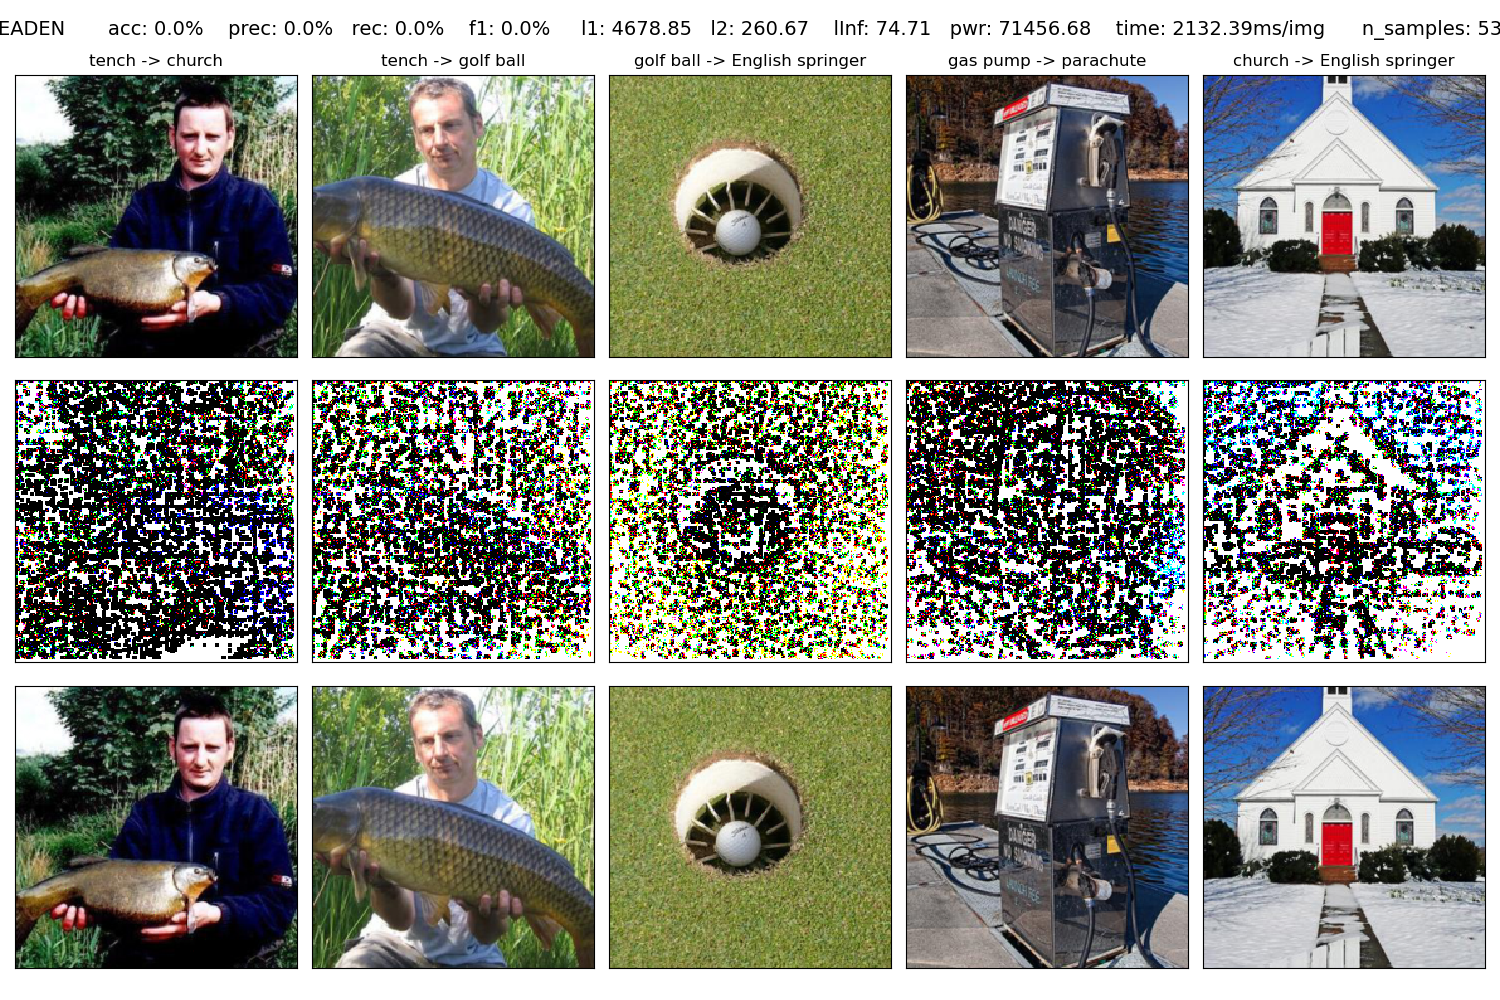 EADEN acc: 0.0% prec: 0.0% rec: 0.0% f1: 0.0% l1: 4678.85 l2: 260.67 lInf: 74.71 pwr: 71456.68 time: 2132.39ms/img n_samples: 53
tench -> church
tench -> golf ball
golf ball -> English springer
gas pump -> parachute
church -> English springer
DANGER
DANGER